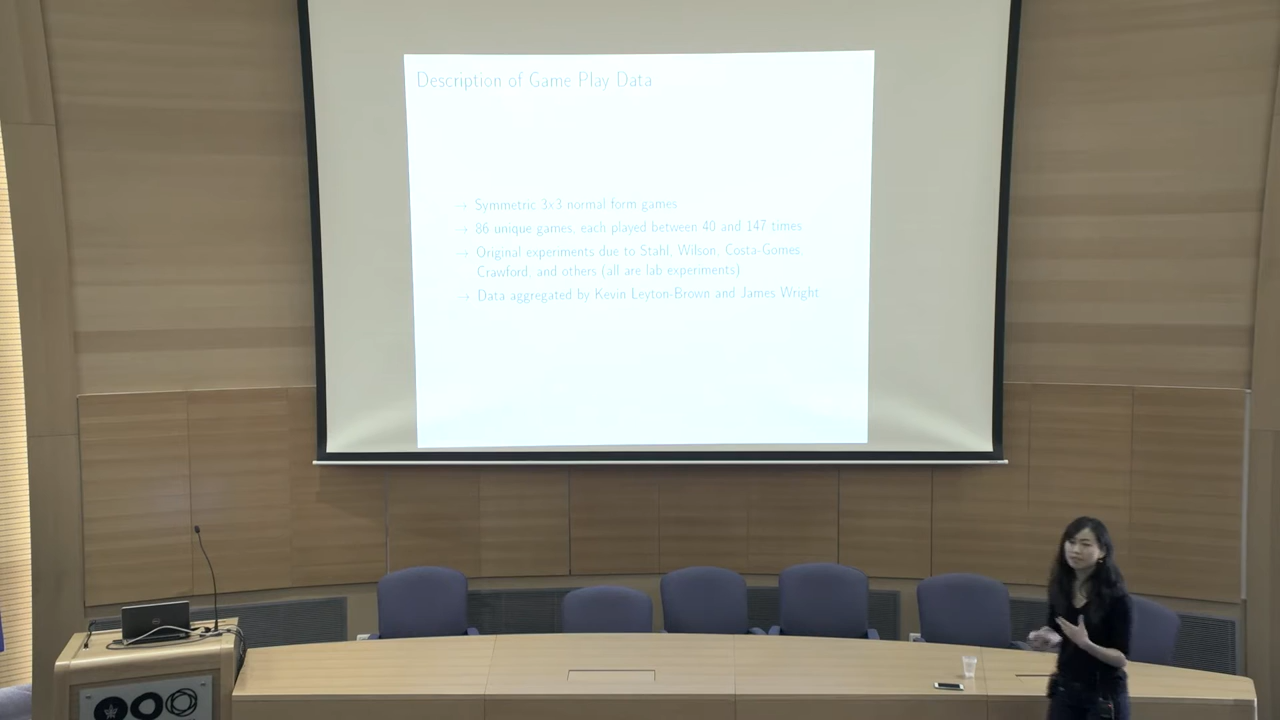 Description of Game Play Data
→ Symmetric 3x3 normal form games
→ 86 unique games, each played between 40 and 147 times
→ Original experiments due to Stahl, Wilson, Costa-Gomes,
Crawford, and others (all are lab experiments)
→ Data aggregated by Kevin Leyton-Brown and James Wright